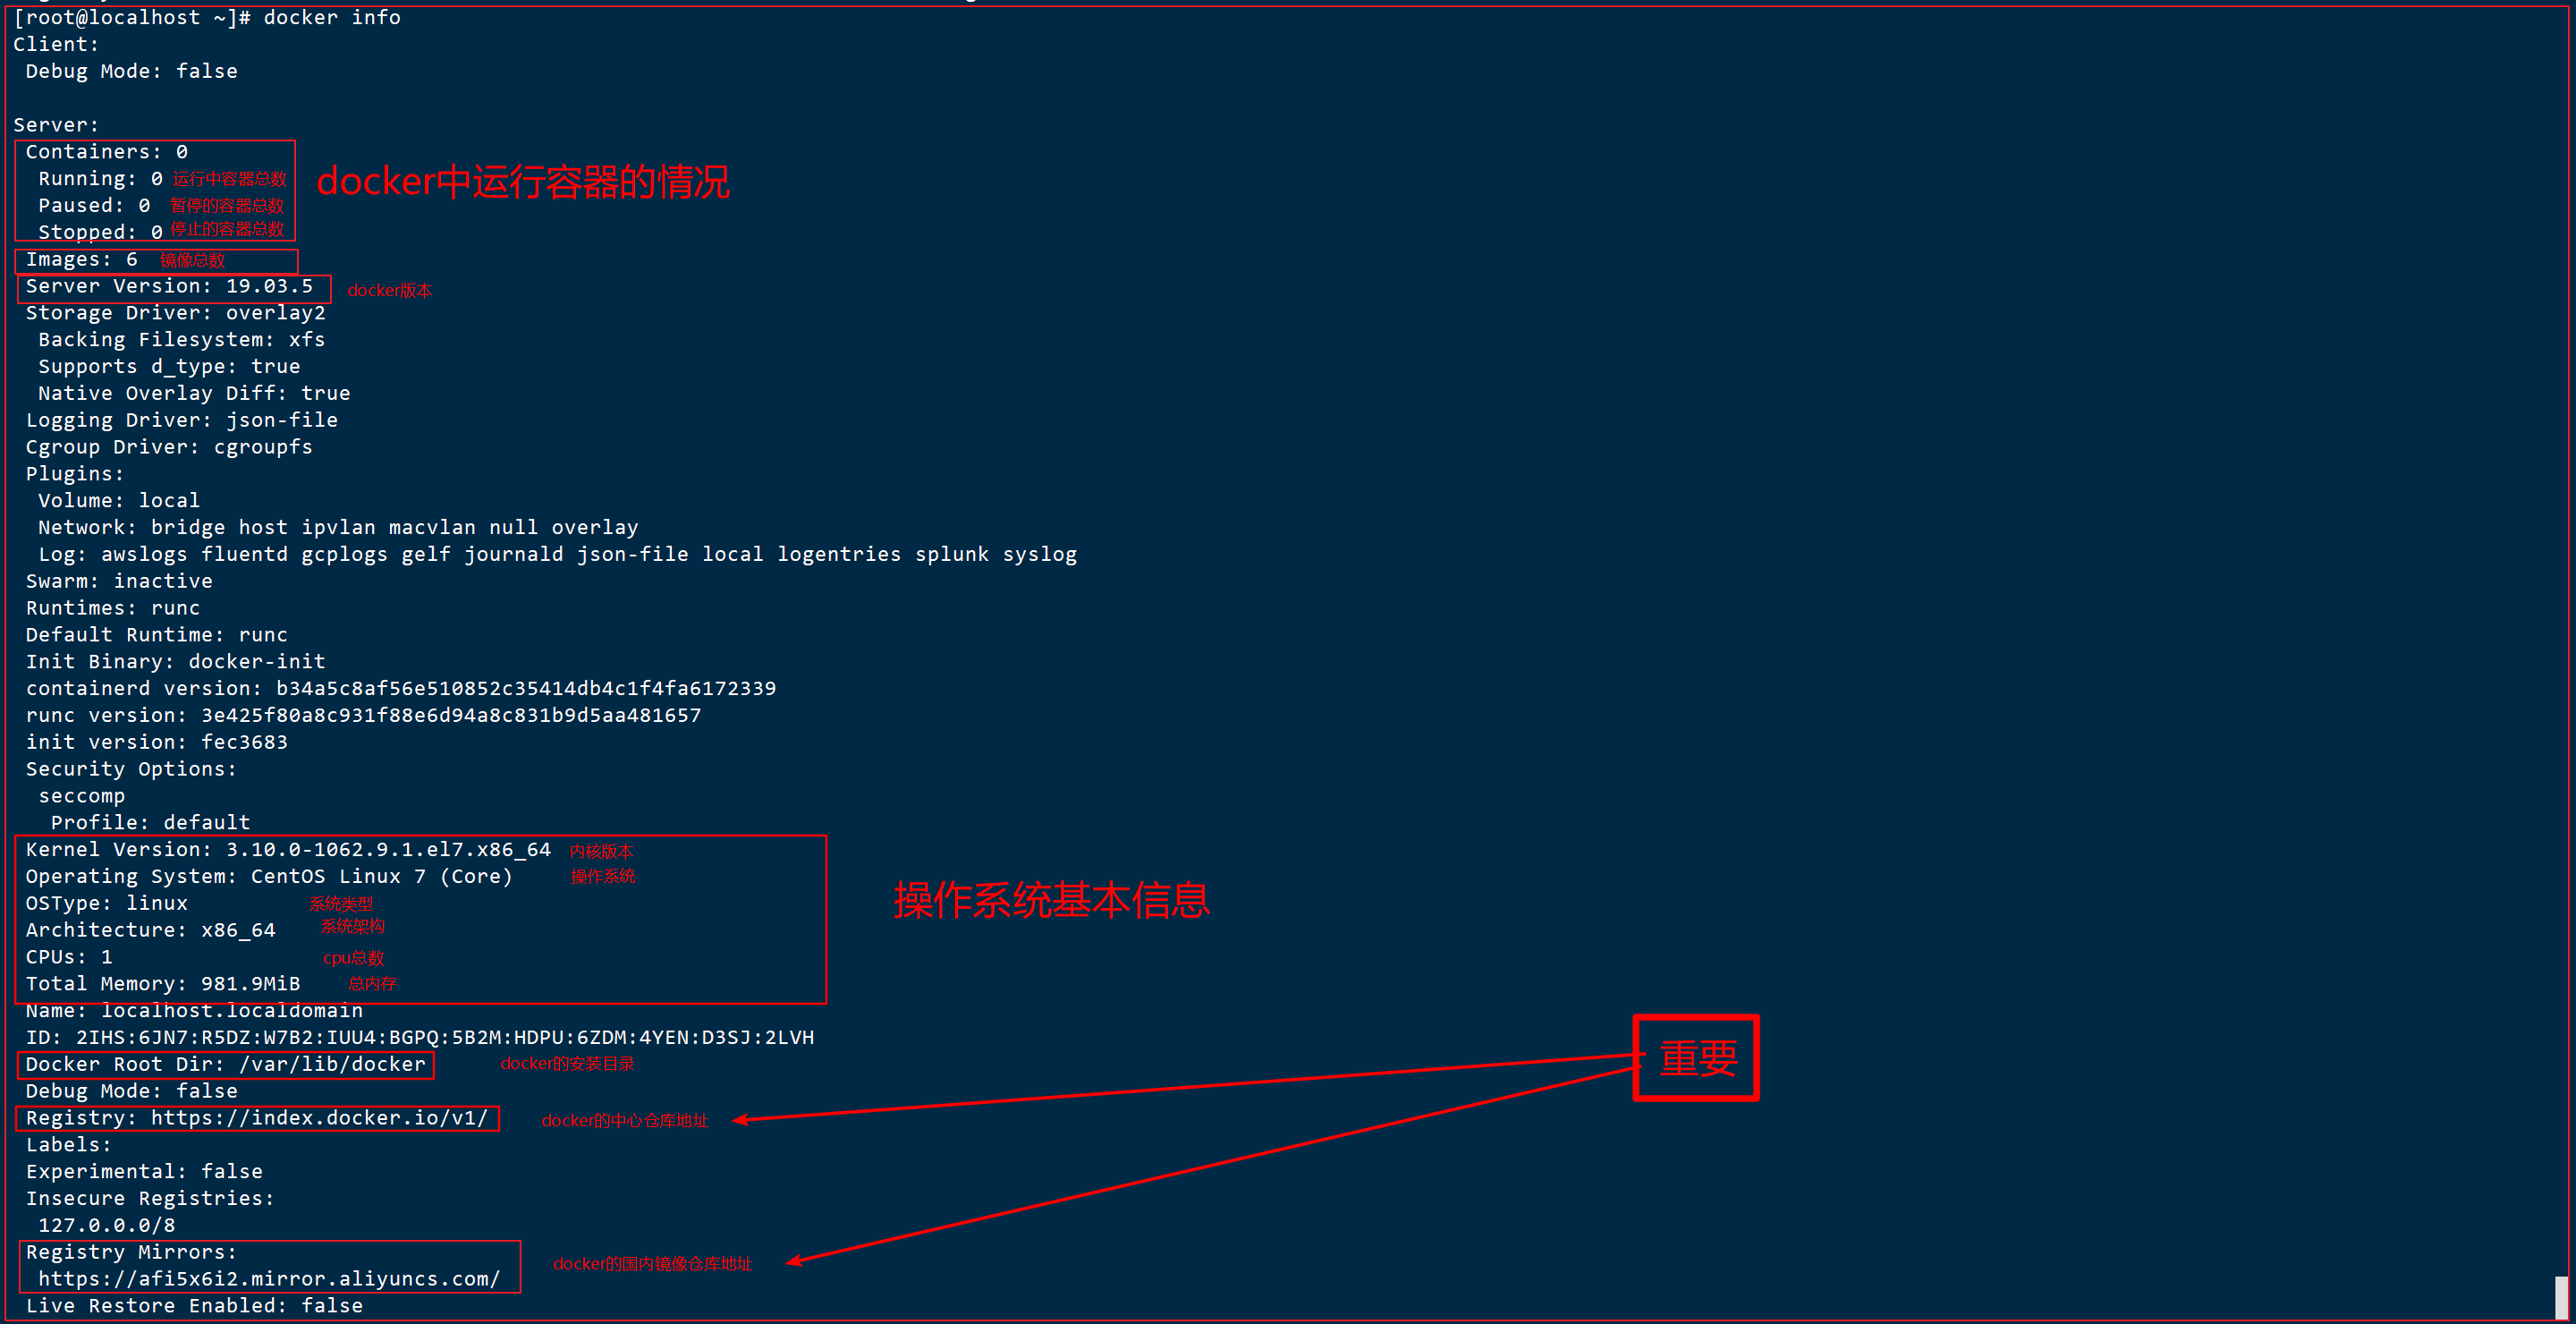 [root@localhost ~]# docker info
Client:
Debug Mode: false
Server:
Containers: 0
Running: 0 运行中容器总数
docker中运行容器的情况
Paused: 0 暂停的容器总数
Stopped: 0 停止的容器总数
Images: 6 镜像总数
Server Version: 19.03.5 docker版本
Storage Driver: overlay2
Backing Filesystem: xfs
Supports d_type: true
Native Overlay Diff: true
Logging Driver: json-file
Cgroup Driver: cgroupfs
Plugins:
Volume: local
Network: bridge host ipvlan macvlan null overlay
Log: awslogs fluentd gcplogs gelf journald json-file local logentries splunk syslog
Swarm: inactive
Runtimes: runc
Default Runtime: runc
Init Binary: docker-init
containerd version: b34a5c8af56e510852c35414db4c1f4fa6172339
runc version: 3e425f80a8c931f88e6d94a8c831b9d5aa481657
init version: fec3683
Security Options:
seccomp
Profile: default
Kernel Version: 3.10.0-1062.9.1.el7.x86_64 内核版本
Operating System: CentOS Linux 7 (Core) 操作系统
OSType: linux 系统类型
操作系统基本信息
Architecture: x86_64 系统架构
CPUs: 1 cpu总数
Total Memory: 981.9MiB 总内存
Name: localhost.localdomain
ID: 2IHS:6JN7:R5DZ:W7B2:IUU4:BGPQ:5B2M:HDPU:6ZDM:4YEN:D3SJ:2LVH
重要
Docker Root Dir: /var/lib/docker docker的安装目录
Debug Mode: false
Registry: https://index.docker.io/v1/ docker的中心仓库地址
Labels:
Experimental: false
Insecure Registries:
127.0.0.0/8
Registry Mirrors:
docker的国内镜像仓库地址
https://afi5x6i2.mirror.aliyuncs.com/
Live Restore Enabled: false